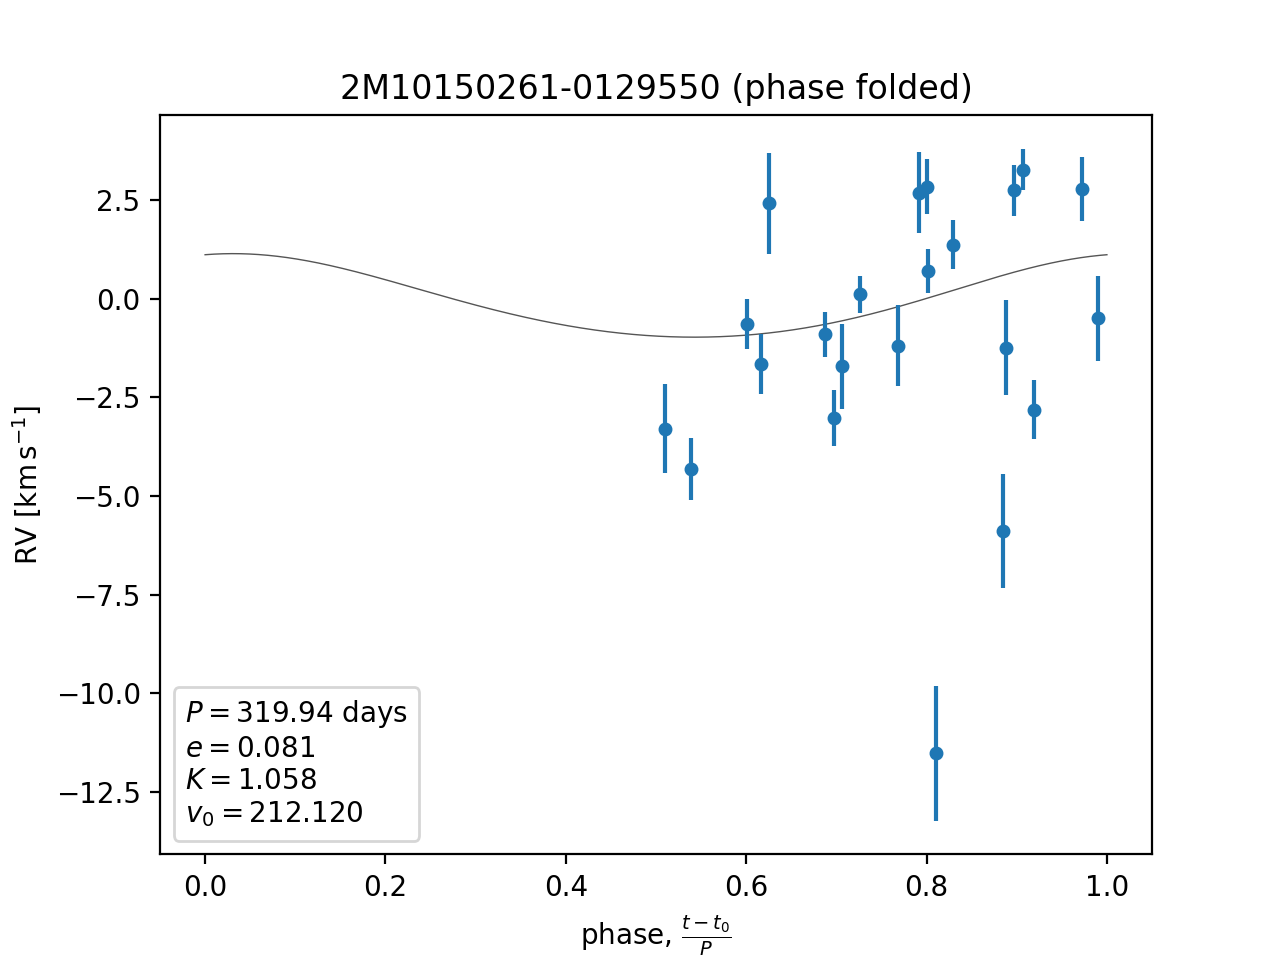 2M10150261-0129550 (phase folded)
RV [km s⁻¹]
2.5
0.0
−2.5
−5.0
−7.5
−10.0
−12.5
P = 319.94 days
e = 0.081
K = 1.058
v₀ = 212.120
0.0 0.2 0.4 0.6 0.8 1.0
phase, (t − t₀)/P